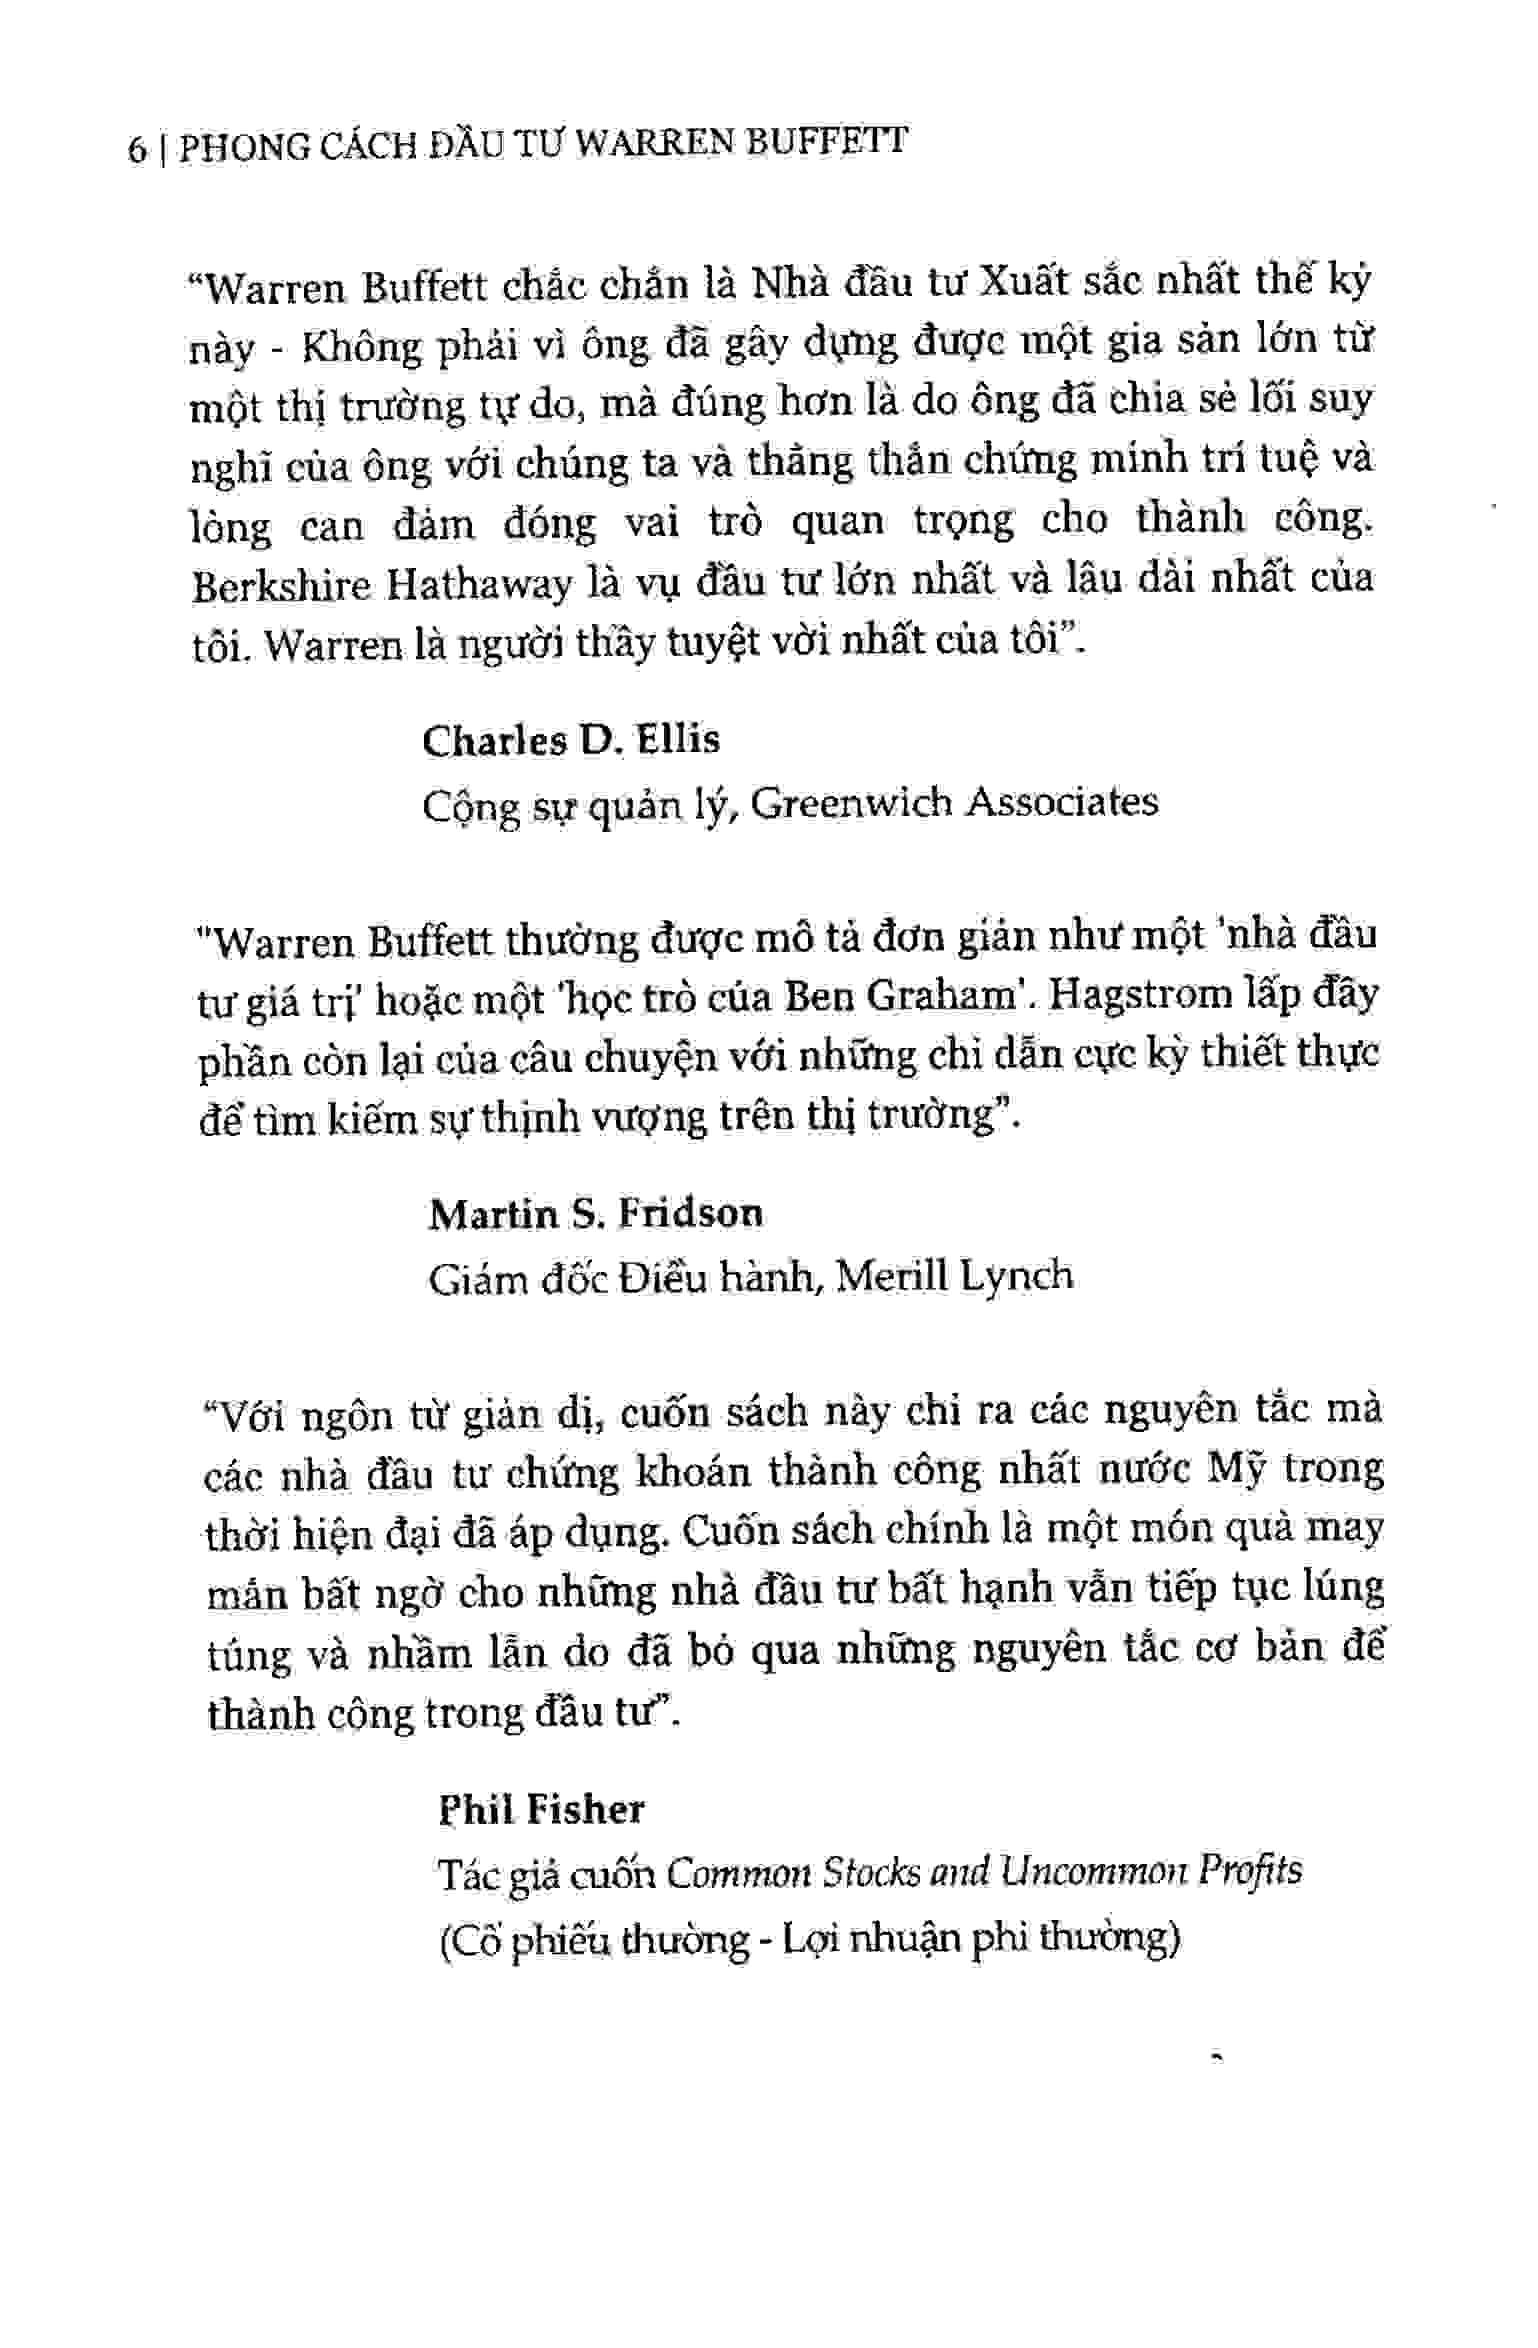 6 | PHONG CÁCH ĐẦU TƯ WARREN BUFFETT
“Warren Buffett chắc chắn là Nhà đầu tư Xuất sắc nhất thế kỷ
này - Không phải vì ông đã gây dựng được một gia sản lớn từ
một thị trường tự do, mà đúng hơn là do ông đã chia sẻ lối suy
nghĩ của ông với chúng ta và thẳng thắn chứng minh trí tuệ và
lòng can đảm đóng vai trò quan trọng cho thành công.
Berkshire Hathaway là vụ đầu tư lớn nhất và lâu dài nhất của
tôi. Warren là người thầy tuyệt vời nhất của tôi”.
Charles D. Ellis
Cộng sự quản lý, Greenwich Associates
"Warren Buffett thường được mô tả đơn giản như một 'nhà đầu
tư giá trị' hoặc một 'học trò của Ben Graham'. Hagstrom lấp đầy
phần còn lại của câu chuyện với những chỉ dẫn cực kỳ thiết thực
để tìm kiếm sự thịnh vượng trên thị trường”.
Martin S. Fridson
Giám đốc Điều hành, Merill Lynch
“Với ngôn từ giản dị, cuốn sách này chỉ ra các nguyên tắc mà
các nhà đầu tư chứng khoán thành công nhất nước Mỹ trong
thời hiện đại đã áp dụng. Cuốn sách chính là một món quà may
mắn bất ngờ cho những nhà đầu tư bất hạnh vẫn tiếp tục lúng
túng và nhầm lẫn do đã bỏ qua những nguyên tắc cơ bản để
thành công trong đầu tư”.
Phil Fisher
Tác giả cuốn Common Stocks and Uncommon Profits
(Cổ phiếu thường - Lợi nhuận phi thường)